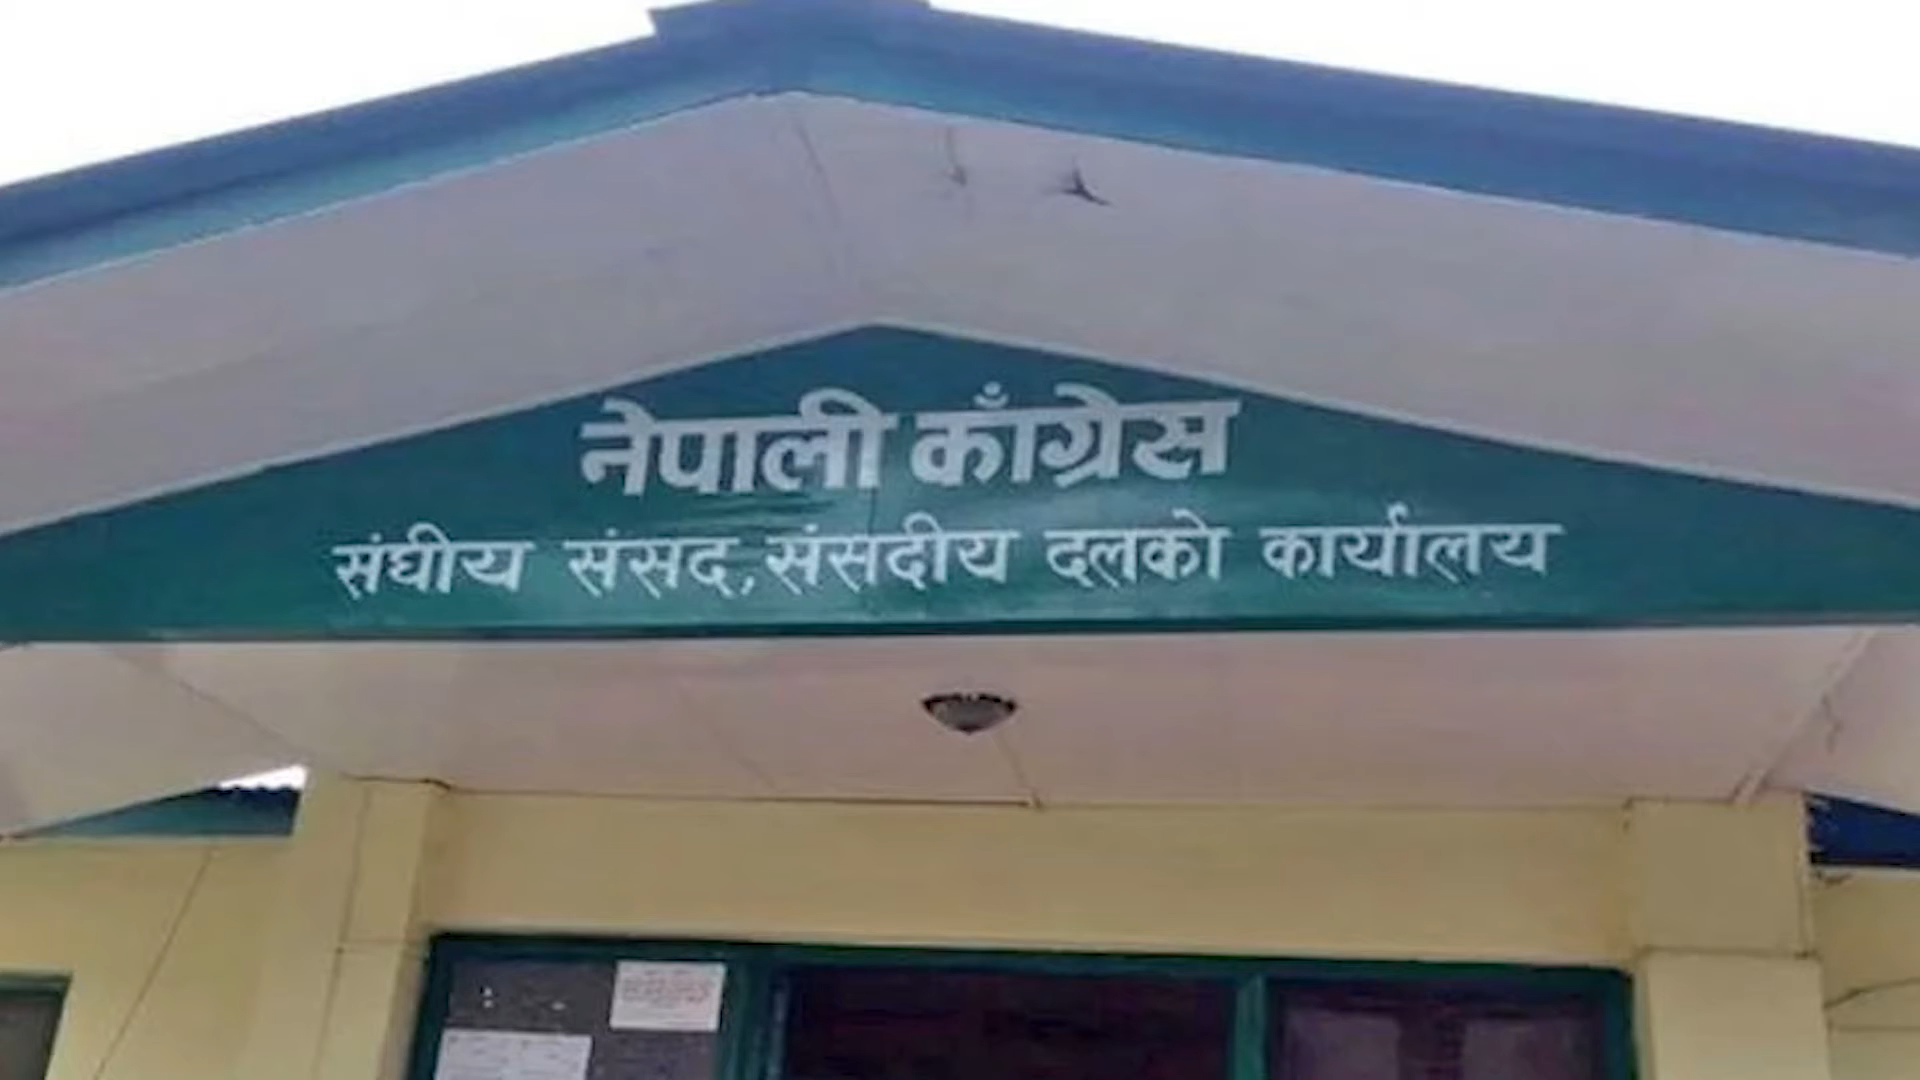 नेपाली काँग्रेस
संघीय संसद,संसदीय दलको कार्यालय